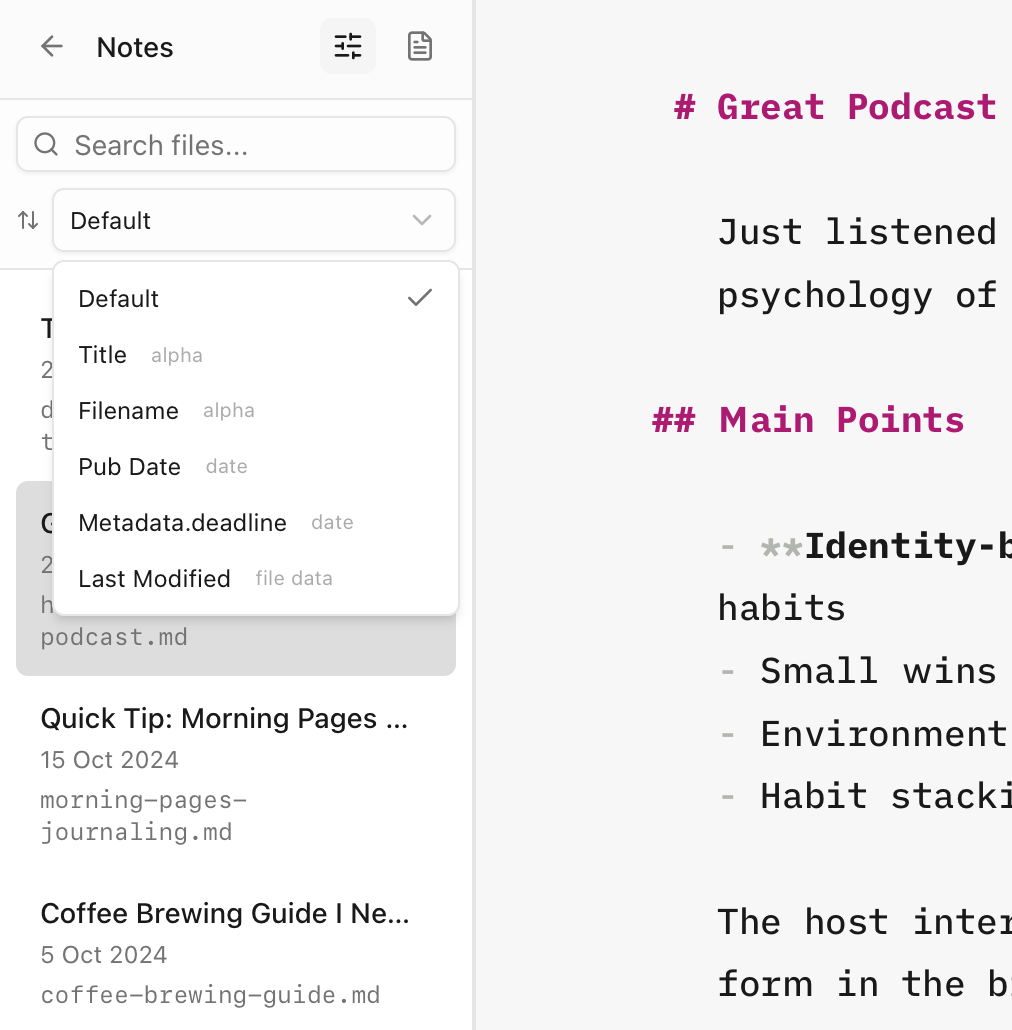 Notes
Search files...
Default
Default
Title alpha
Filename alpha
Pub Date date
Metadata.deadline date
Last Modified file data
podcast.md
Quick Tip: Morning Pages ...
15 Oct 2024
morning-pages-
journaling.md
Coffee Brewing Guide I Ne...
5 Oct 2024
coffee-brewing-guide.md
# Great Podcast
Just listened
psychology of
## Main Points
- **Identity-b
habits
- Small wins
- Environment
- Habit stacki
The host inter
form in the b